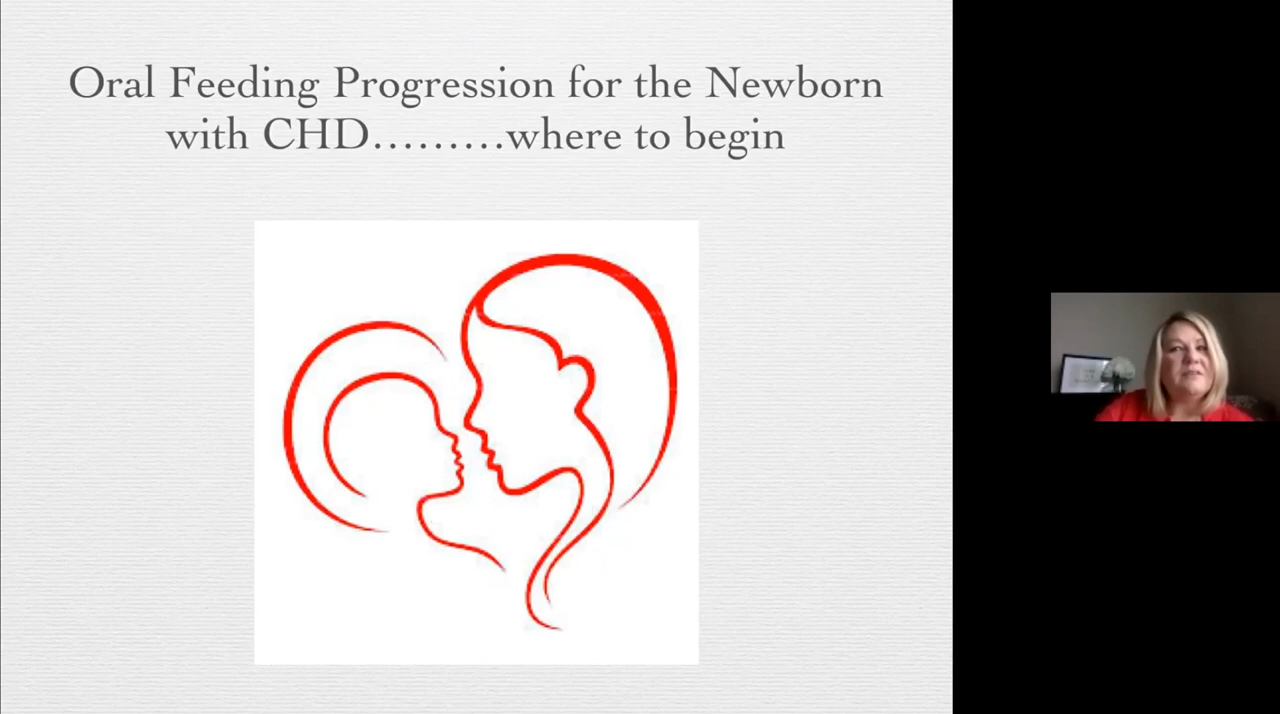 Oral Feeding Progression for the Newborn
with CHD.........where to begin